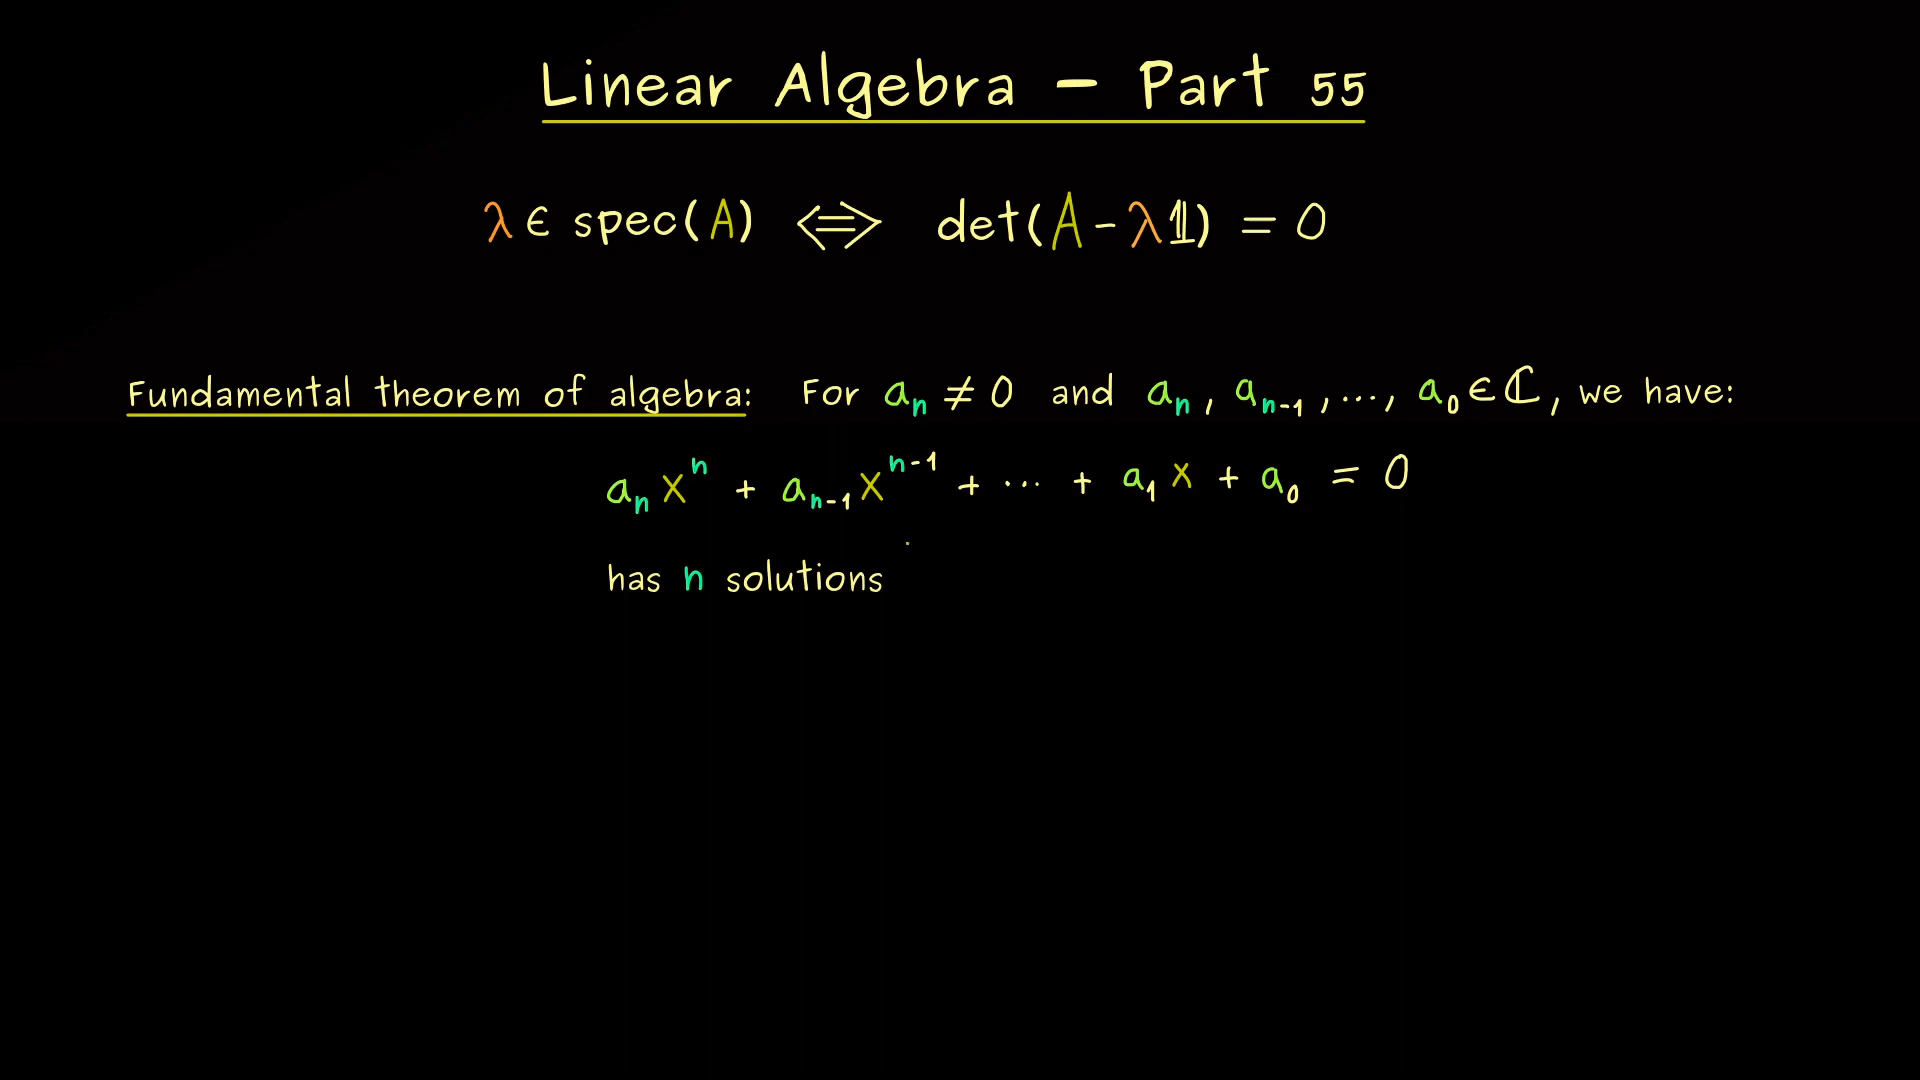 Linear Algebra – Part 55
λ ∈ spec(A) ⟺ det(A - λ𝟙) = 0
Fundamental theorem of algebra: For aₙ ≠ 0 and aₙ, aₙ₋₁, ..., a₀ ∈ ℂ, we have:
aₙxⁿ + aₙ₋₁xⁿ⁻¹ + ⋯ + a₁x + a₀ = 0
has n solutions